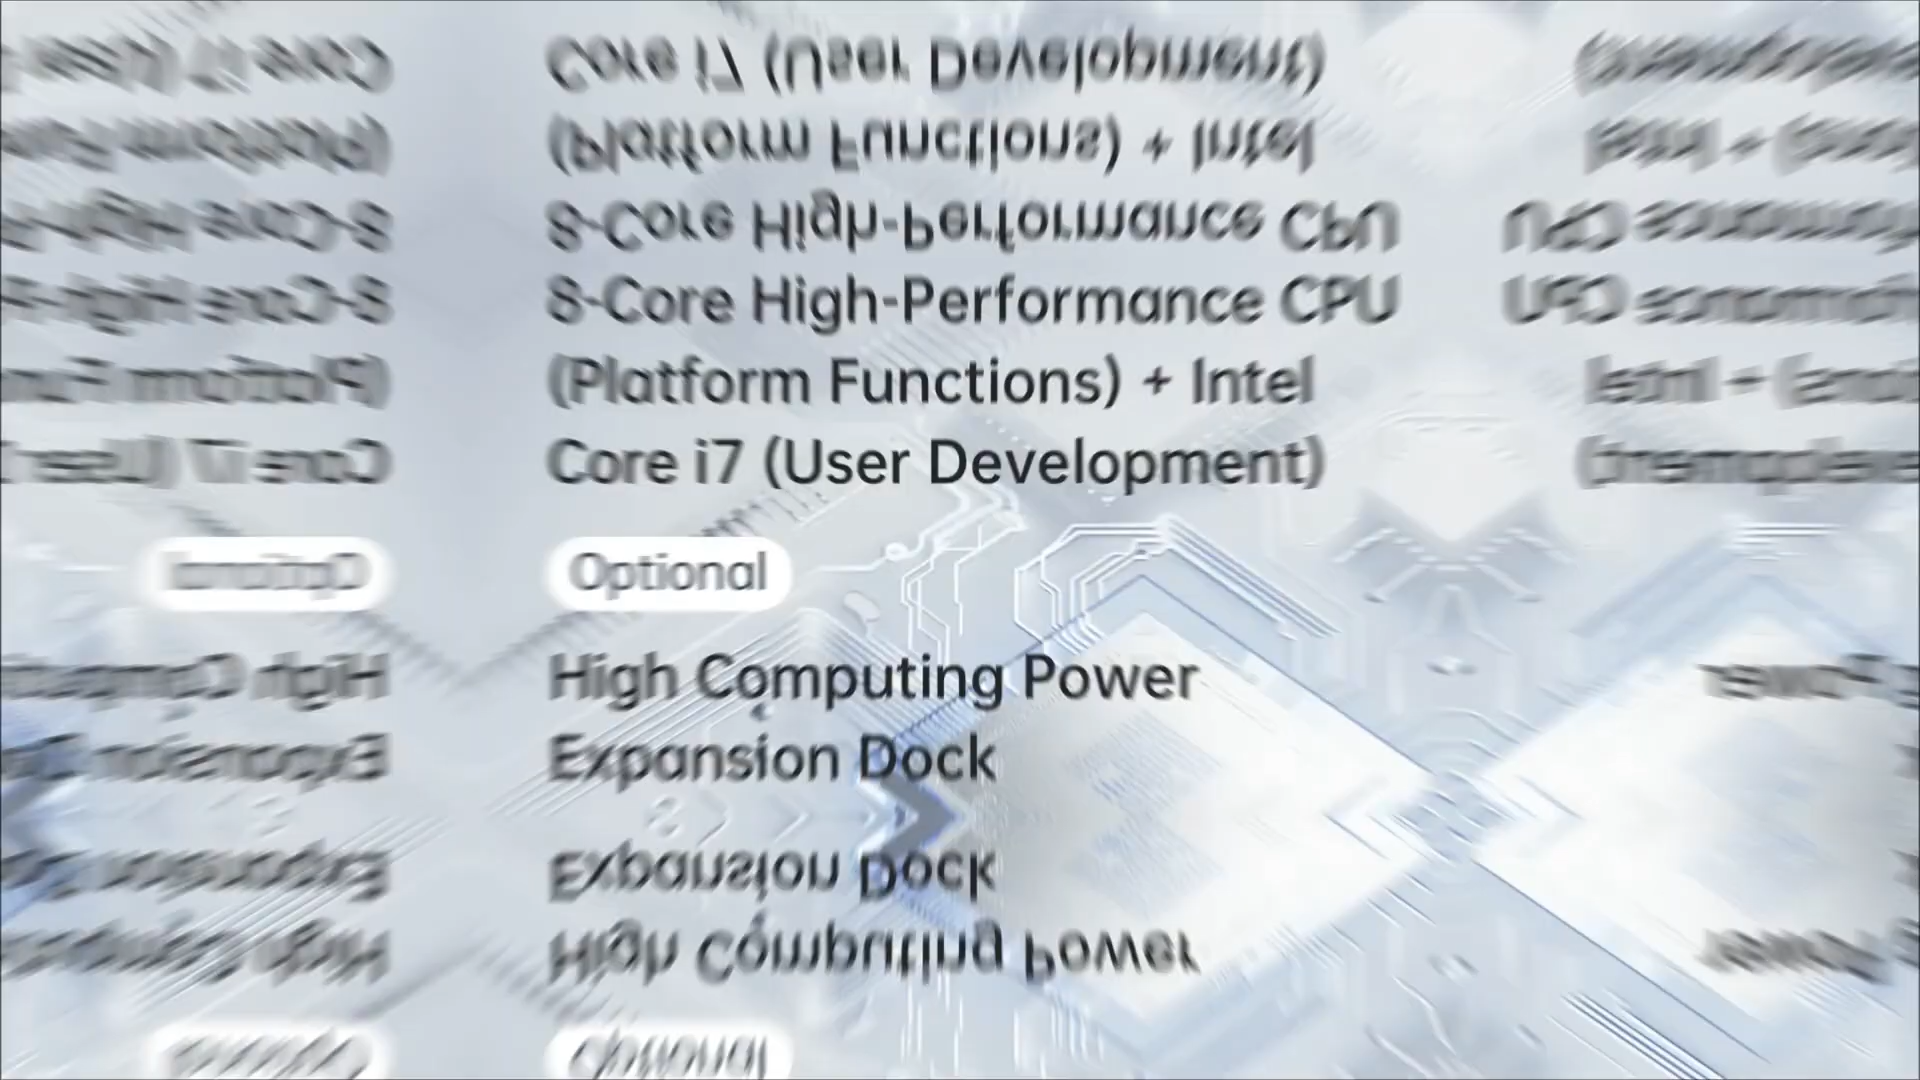 8-Core High-Performance CPU
(Platform Functions) + Intel
Core i7 (User Development)
Optional
High Computing Power
Expansion Dock